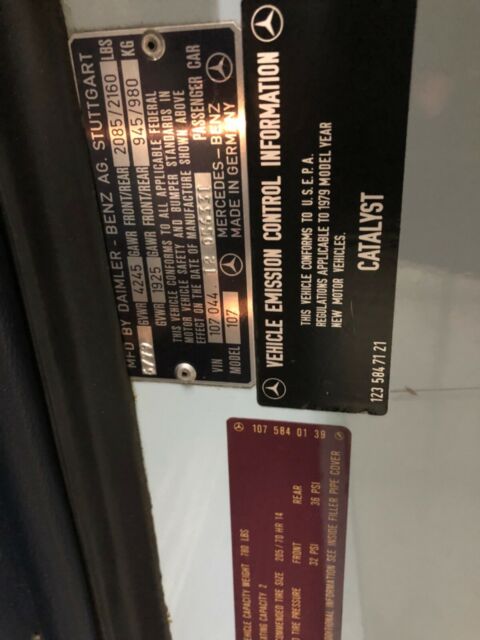 MFD BY DAIMLER-BENZ AG. STUTTGART
GVWR 4245 GAWR FRONT/REAR 2085/2160 LBS
GVWR 1925 GAWR FRONT/REAR 945/980 KG
THIS VEHICLE CONFORMS TO ALL APPLICABLE FEDERAL
MOTOR VEHICLE SAFETY AND BUMPER STANDARDS IN
EFFECT ON THE DATE OF MANUFACTURE SHOWN ABOVE
PASSENGER CAR
VIN 107 044 12
MODEL 107 MERCEDES-BENZ
MADE IN GERMANY
VEHICLE EMISSION CONTROL INFORMATION
THIS VEHICLE CONFORMS TO U.S.E.P.A.
REGULATIONS APPLICABLE TO 1979 MODEL YEAR
NEW MOTOR VEHICLES.
CATALYST
123 584 71 21
107 584 01 39
VEHICLE CAPACITY WEIGHT 780 LBS
CAPACITY 2
TIRE SIZE 205/70 HR 14
FRONT REAR
TIRE PRESSURE 32 PSI 36 PSI
INFORMATION SEE INSIDE FILLER PIPE COVER